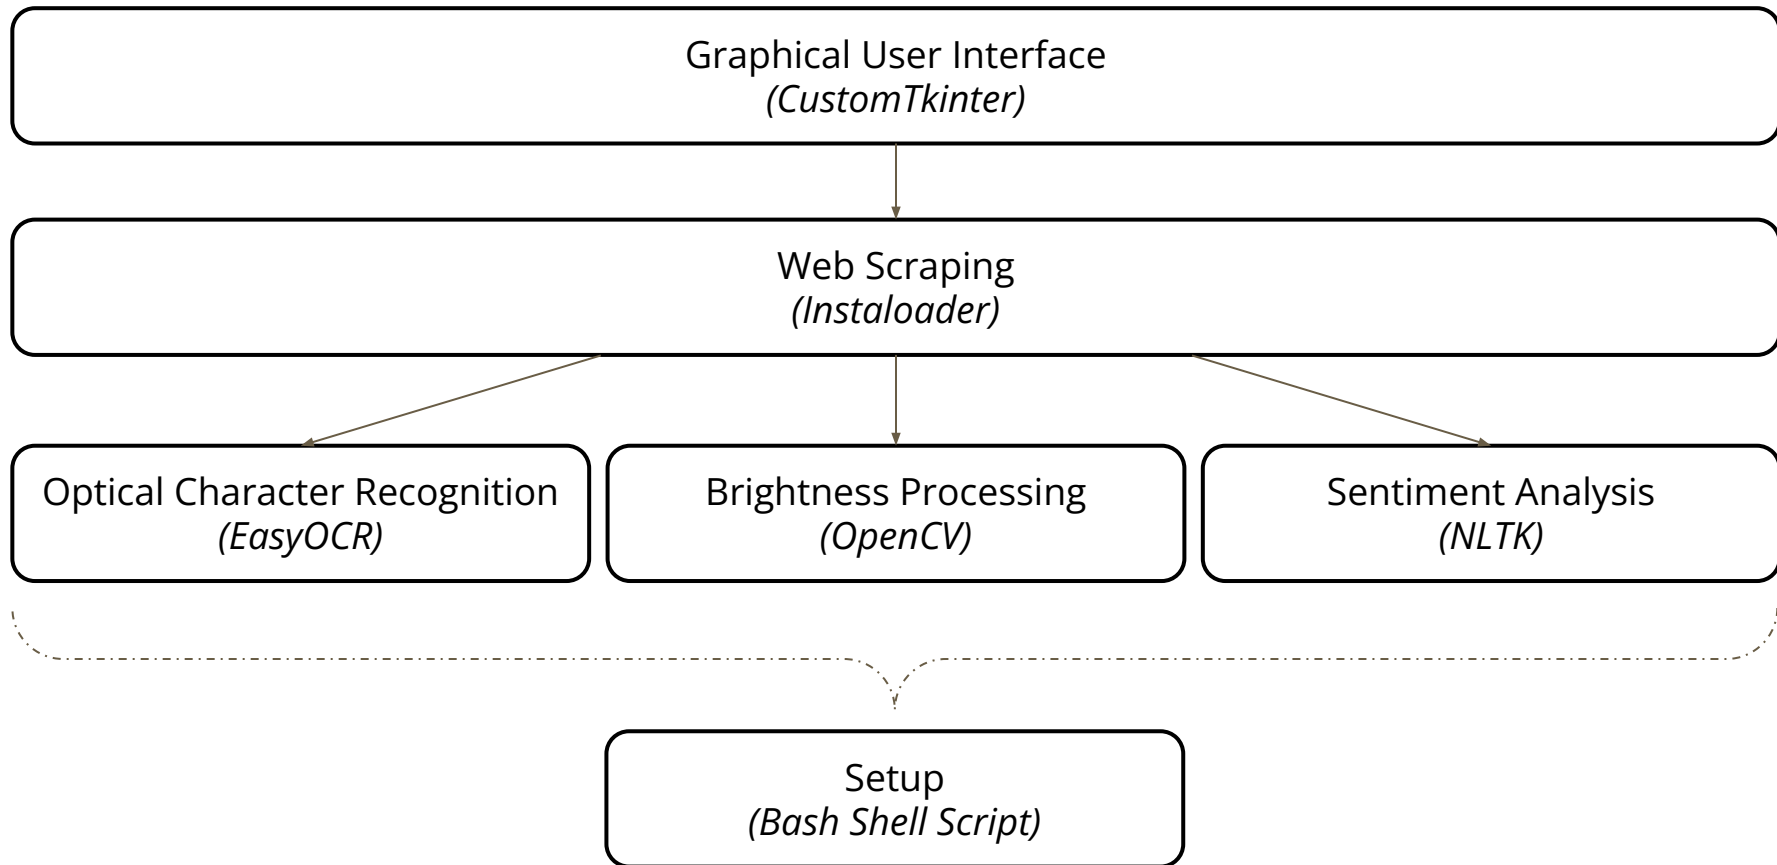 Graphical User Interface
(CustomTkinter)
Web Scraping
(Instaloader)
Optical Character Recognition
(EasyOCR)
Brightness Processing
(OpenCV)
Sentiment Analysis
(NLTK)
Setup
(Bash Shell Script)